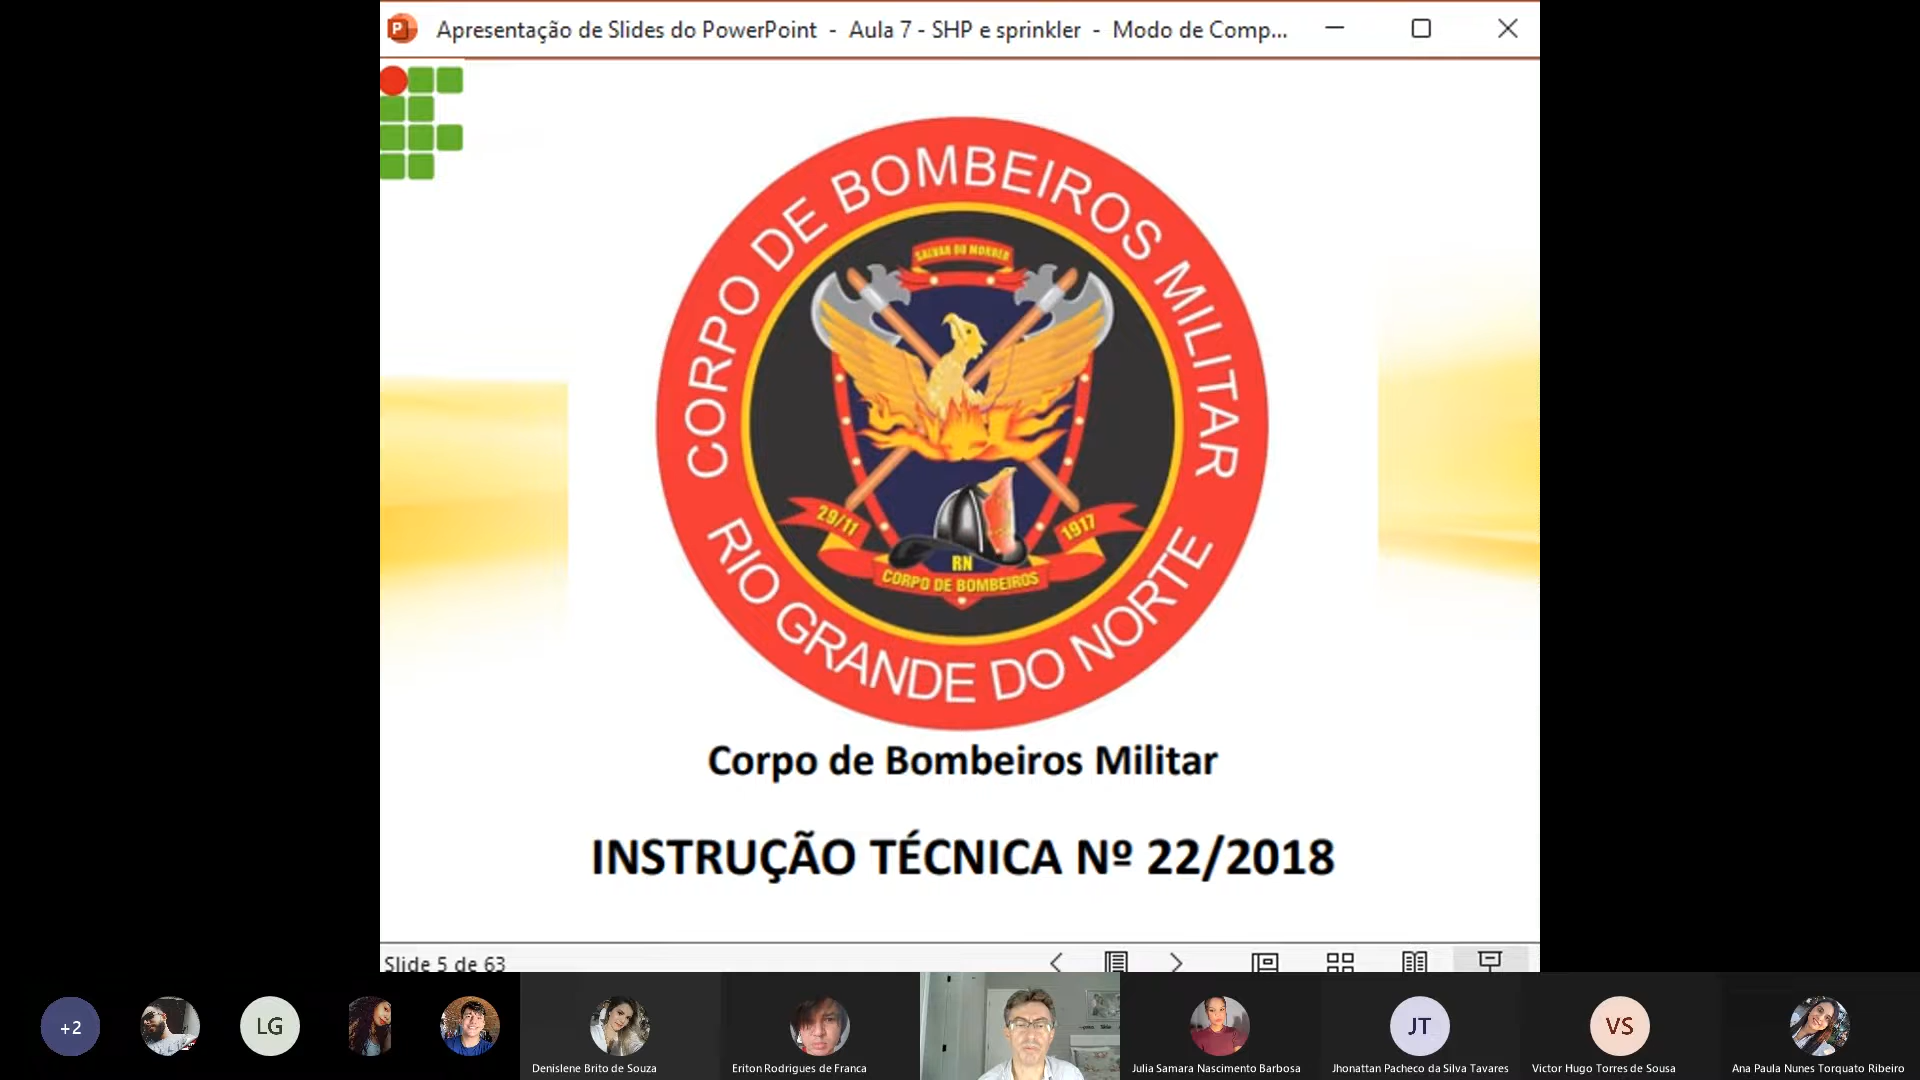 Apresentação de Slides do PowerPoint - Aula 7 - SHP e sprinkler - Modo de Comp...
CORPO DE BOMBEIROS MILITAR
SALVAR OU MORRER
29/11
1917
RN
CORPO DE BOMBEIROS
RIO GRANDE DO NORTE
Corpo de Bombeiros Militar
INSTRUÇÃO TÉCNICA Nº 22/2018
Slide 5 de 63
+2
LG
JT
VS
Denislene Brito de Souza
Eriton Rodrigues de Franca
Julia Samara Nascimento Barbosa
Jhonattan Pacheco da Silva Tavares
Victor Hugo Torres de Sousa
Ana Paula Nunes Torquato Ribeiro